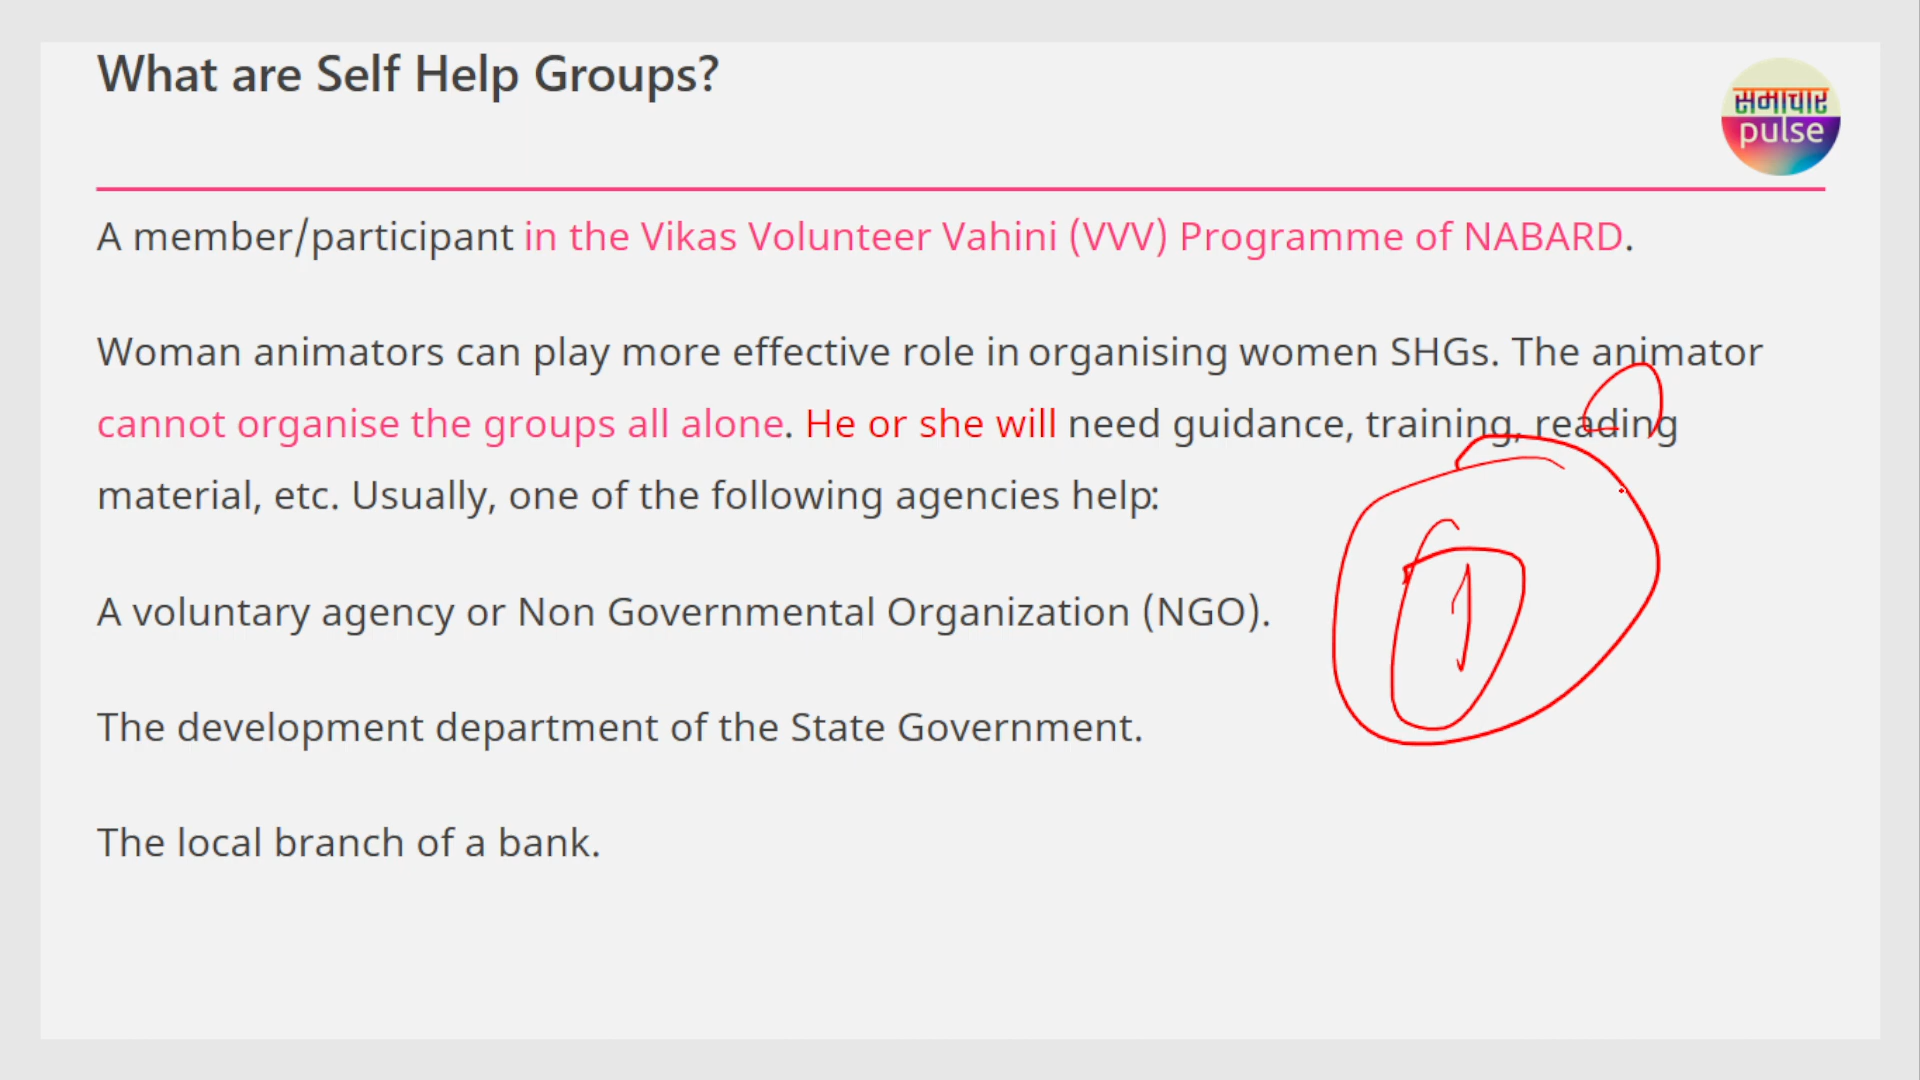 What are Self Help Groups?
समाचार
pulse
A member/participant in the Vikas Volunteer Vahini (VVV) Programme of NABARD.
Woman animators can play more effective role in organising women SHGs. The animator
cannot organise the groups all alone. He or she will need guidance, training, reading
material, etc. Usually, one of the following agencies help:
A voluntary agency or Non Governmental Organization (NGO).
1
The development department of the State Government.
The local branch of a bank.